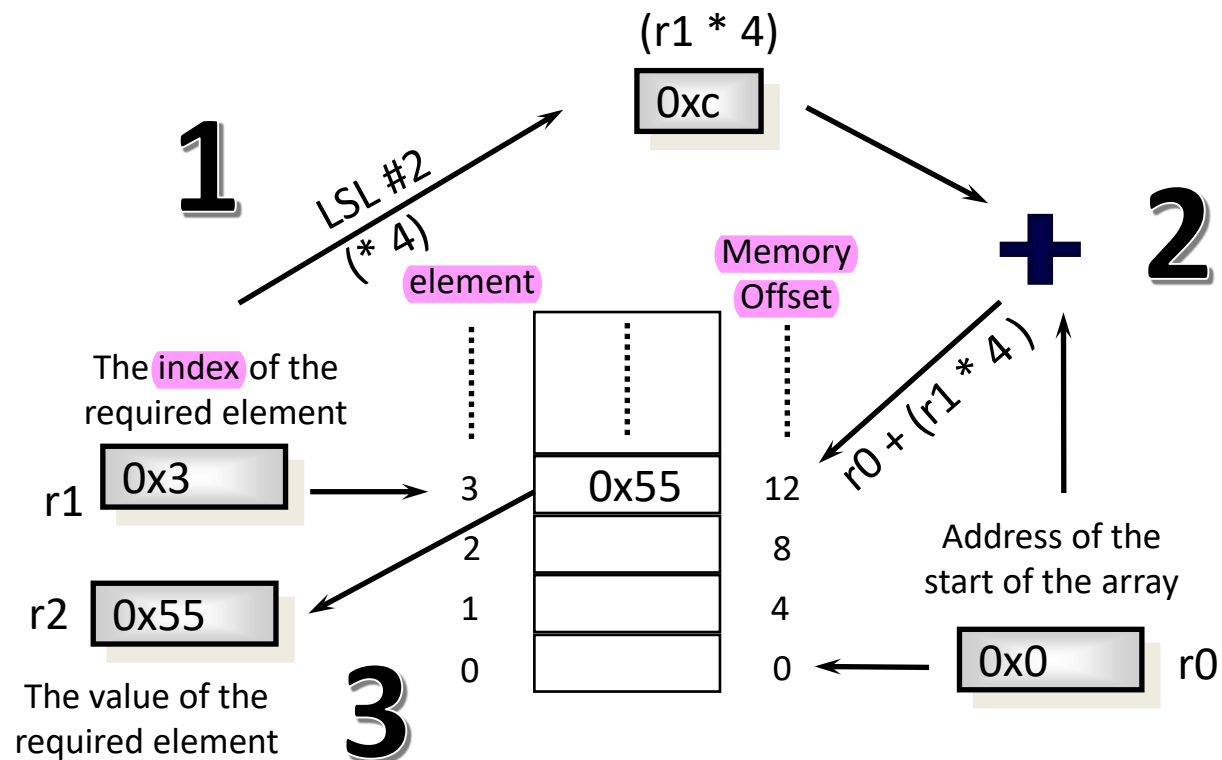 (r1 * 4)
0xc
1
LSL #2
(* 4)
2
element
Memory
Offset
r0 + (r1 * 4 )
The index of the
required element
r1
0x3
3
0x55
12
2
8
1
4
0
0
Address of the
start of the array
0x0
r0
r2
0x55
The value of the
required element
3